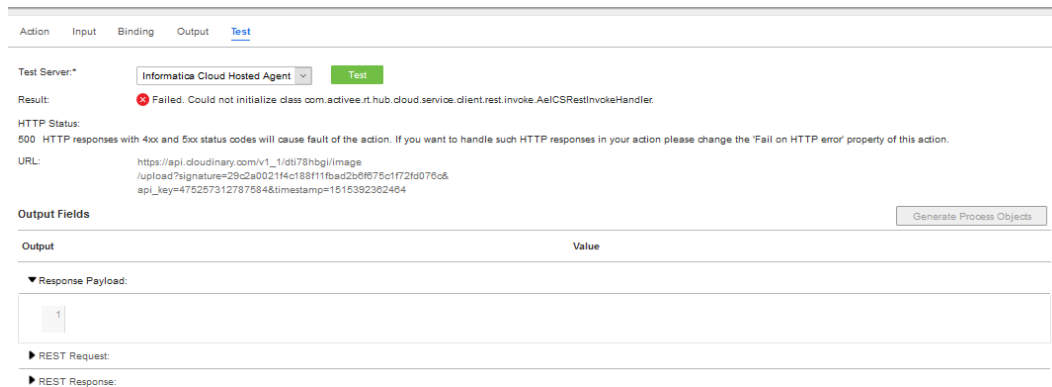 Action Input Binding Output Test
Test Server:* Informatica Cloud Hosted Agent Test
Result: Failed. Could not initialize class com.activee.rt.hub.cloud.service.client.rest.invoke.AeICSRestInvokeHandler.
HTTP Status:
500 HTTP responses with 4xx and 5xx status codes will cause fault of the action. If you want to handle such HTTP responses in your action please change the 'Fail on HTTP error' property of this action.
URL: https://api.cloudinary.com/v1_1/dti78hbgi/image
/upload?signature=29c2a0021f4c188f11fbad2b6f675c1f72fd076c&
api_key=475257312787584&timestamp=1515392362464
Output Fields Generate Process Objects
Output Value
Response Payload:
1
REST Request:
REST Response: